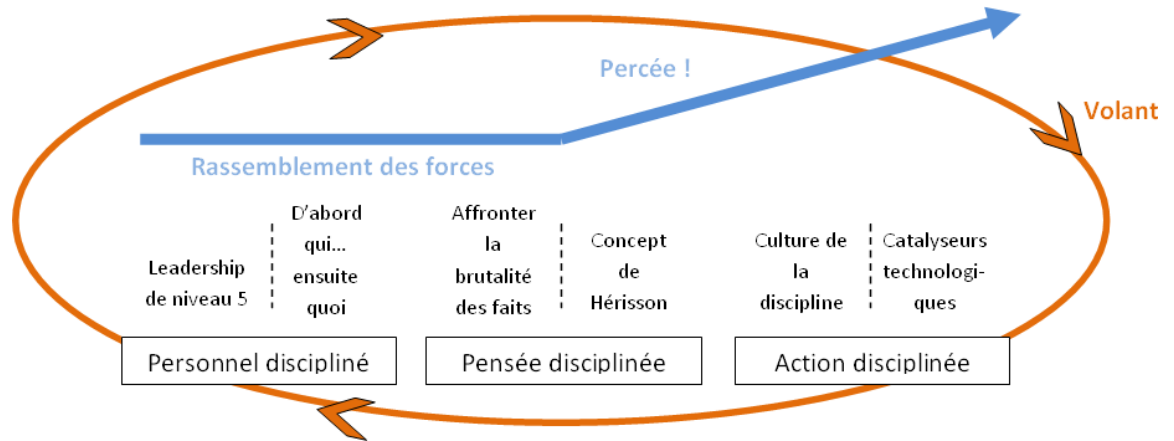 Percée !
Volant
Rassemblement des forces
Leadership
de niveau 5
D'abord
qui...
ensuite
quoi
Affronter
la
brutalité
des faits
Concept
de
Hérisson
Culture de
la
discipline
Catalyseurs
technologi-
ques
Personnel discipliné
Pensée disciplinée
Action disciplinée